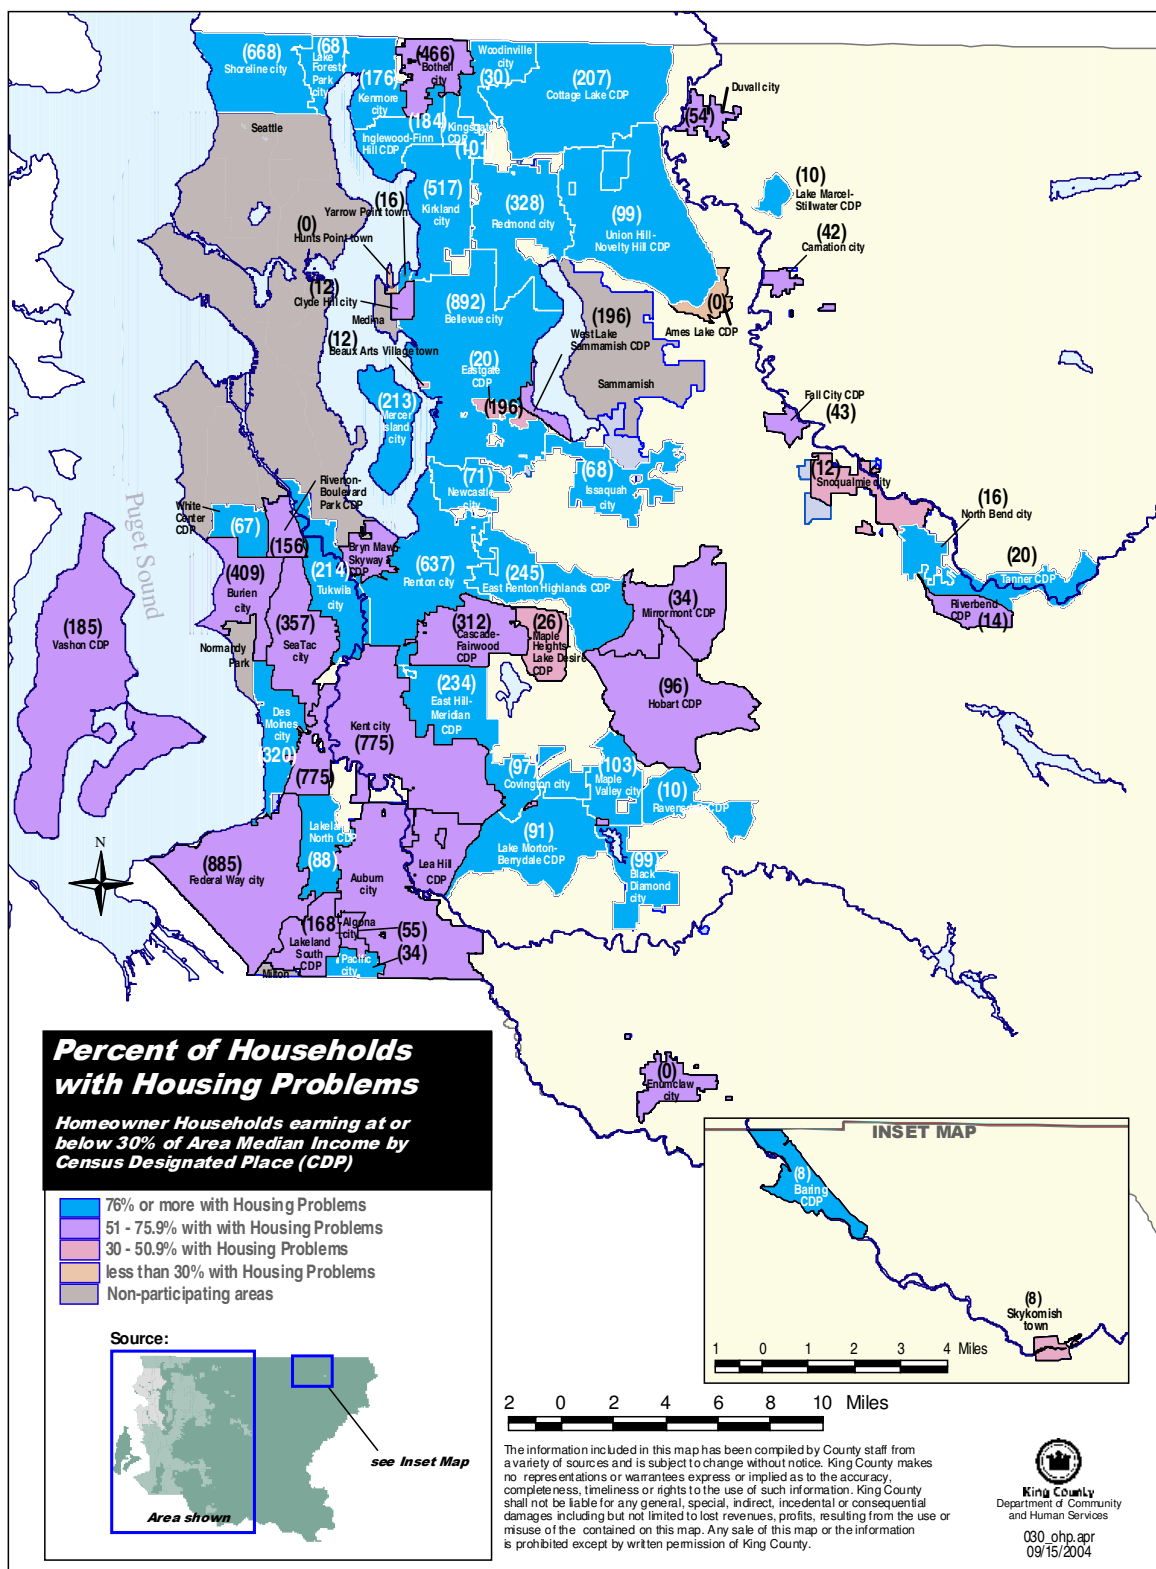 (668)
Shoreline city
(68)
Lake
Forest
Park
city
(176)
Kenmore
city
(466)
Bothell
city
Woodinville
city
(30)
(207)
Cottage Lake CDP
Duvall city
(54)
Seattle
(184)
Inglewood-Finn
Hill CDP
Kingsgate
CDP
(101)
(10)
Lake Marcel-
Stillwater CDP
(16)
Yarrow Point town
(517)
Kirkland
city
(328)
Redmond city
(99)
Union Hill-
Novelty Hill CDP
(0)
Hunts Point town
(42)
Carnation city
(12)
Clyde Hill city
Medina
(892)
Bellevue city
(0)
Ames Lake CDP
(12)
Beaux Arts Village town
West Lake
Sammamish CDP
(196)
Sammamish
(20)
Eastgate
CDP
(196)
(213)
Mercer
Island
city
Fall City CDP
(43)
(71)
Newcastle
city
(68)
Issaquah
city
(12)
Snoqualmie city
(16)
North Bend city
Riverton-
Boulevard
Park CDP
White
Center
CDP
(67)
(156)
Bryn Mawr-
Skyway
CDP
(20)
Tanner CDP
Riverbend
CDP
(14)
Puget Sound
(409)
Burien
city
(214)
Tukwila
city
(637)
Renton city
(245)
East Renton Highlands CDP
(34)
Mirrormont CDP
(185)
Vashon CDP
(357)
SeaTac
city
Normandy
Park
(312)
Cascade-
Fairwood
CDP
(26)
Maple
Heights-
Lake Desire
CDP
(234)
East Hill-
Meridian
CDP
(96)
Hobart CDP
Des
Moines
city
(320)
Kent city
(775)
(775)
(97)
Covington city
(103)
Maple
Valley city
(10)
Ravensdale CDP
Lakeland
North CDP
(88)
(91)
Lake Morton-
Berrydale CDP
(99)
Black
Diamond
city
N
(885)
Federal Way city
Auburn
city
Lea Hill
CDP
(168)
Lakeland
South
CDP
Algona
city
(55)
(34)
Pacific
city
Milton
(0)
Enumclaw
city
Percent of Households
with Housing Problems
Homeowner Households earning at or
below 30% of Area Median Income by
Census Designated Place (CDP)
76% or more with Housing Problems
51 - 75.9% with with Housing Problems
30 - 50.9% with Housing Problems
less than 30% with Housing Problems
Non-participating areas
Source:
see Inset Map
Area shown
INSET MAP
(8)
Baring
CDP
(8)
Skykomish
town
1 0 1 2 3 4 Miles
2 0 2 4 6 8 10 Miles
The information included in this map has been compiled by County staff from
a variety of sources and is subject to change without notice. King County makes
no representations or warrantees express or implied as to the accuracy,
completeness, timeliness or rights to the use of such information. King County
shall not be liable for any general, special, indirect, incedental or consequential
damages including but not limited to lost revenues, profits, resulting from the use or
misuse of the contained on this map. Any sale of this map or the information
is prohibited except by written permission of King County.
King County
Department of Community
and Human Services
030_ohp.apr
09/15/2004